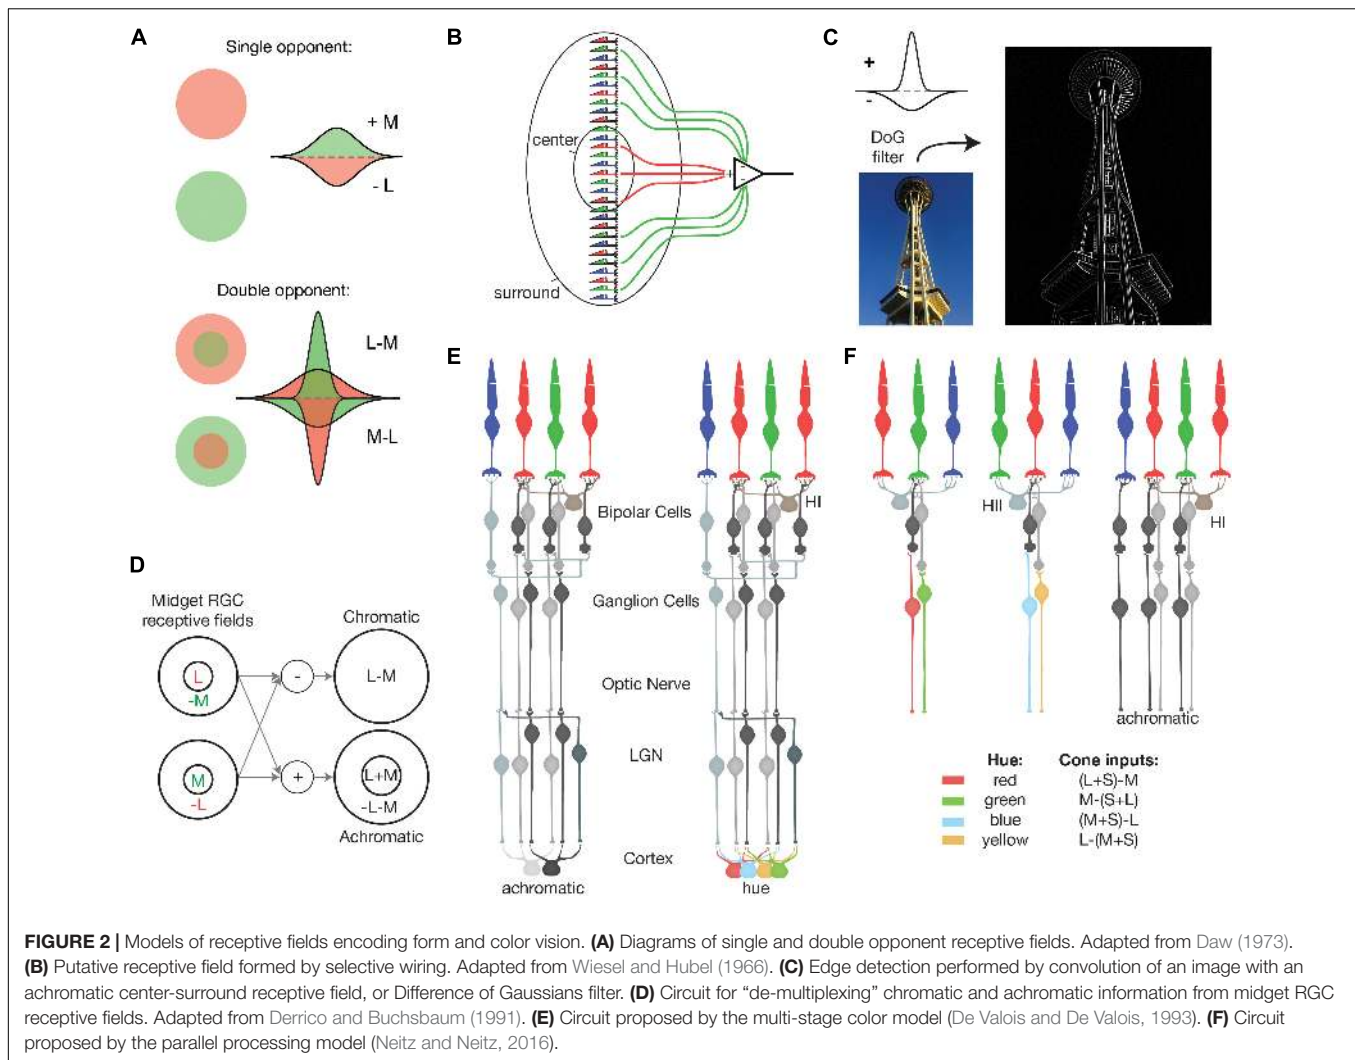 A
Single opponent:
+ M
- L
Double opponent:
L-M
M-L
B
center
surround
+
-
-
C
+
-
DoG
filter
D
Midget RGC
receptive fields
L
-M
M
-L
-
+
Chromatic
L-M
L+M
-L-M
Achromatic
E
Bipolar Cells
HI
Ganglion Cells
Optic Nerve
LGN
Cortex
achromatic
hue
F
HII
HI
achromatic
Hue: Cone inputs:
red (L+S)-M
green M-(S+L)
blue (M+S)-L
yellow L-(M+S)
FIGURE 2 | Models of receptive fields encoding form and color vision. (A) Diagrams of single and double opponent receptive fields. Adapted from Daw (1973).
(B) Putative receptive field formed by selective wiring. Adapted from Wiesel and Hubel (1966). (C) Edge detection performed by convolution of an image with an
achromatic center-surround receptive field, or Difference of Gaussians filter. (D) Circuit for “de-multiplexing” chromatic and achromatic information from midget RGC
receptive fields. Adapted from Derrico and Buchsbaum (1991). (E) Circuit proposed by the multi-stage color model (De Valois and De Valois, 1993). (F) Circuit
proposed by the parallel processing model (Neitz and Neitz, 2016).